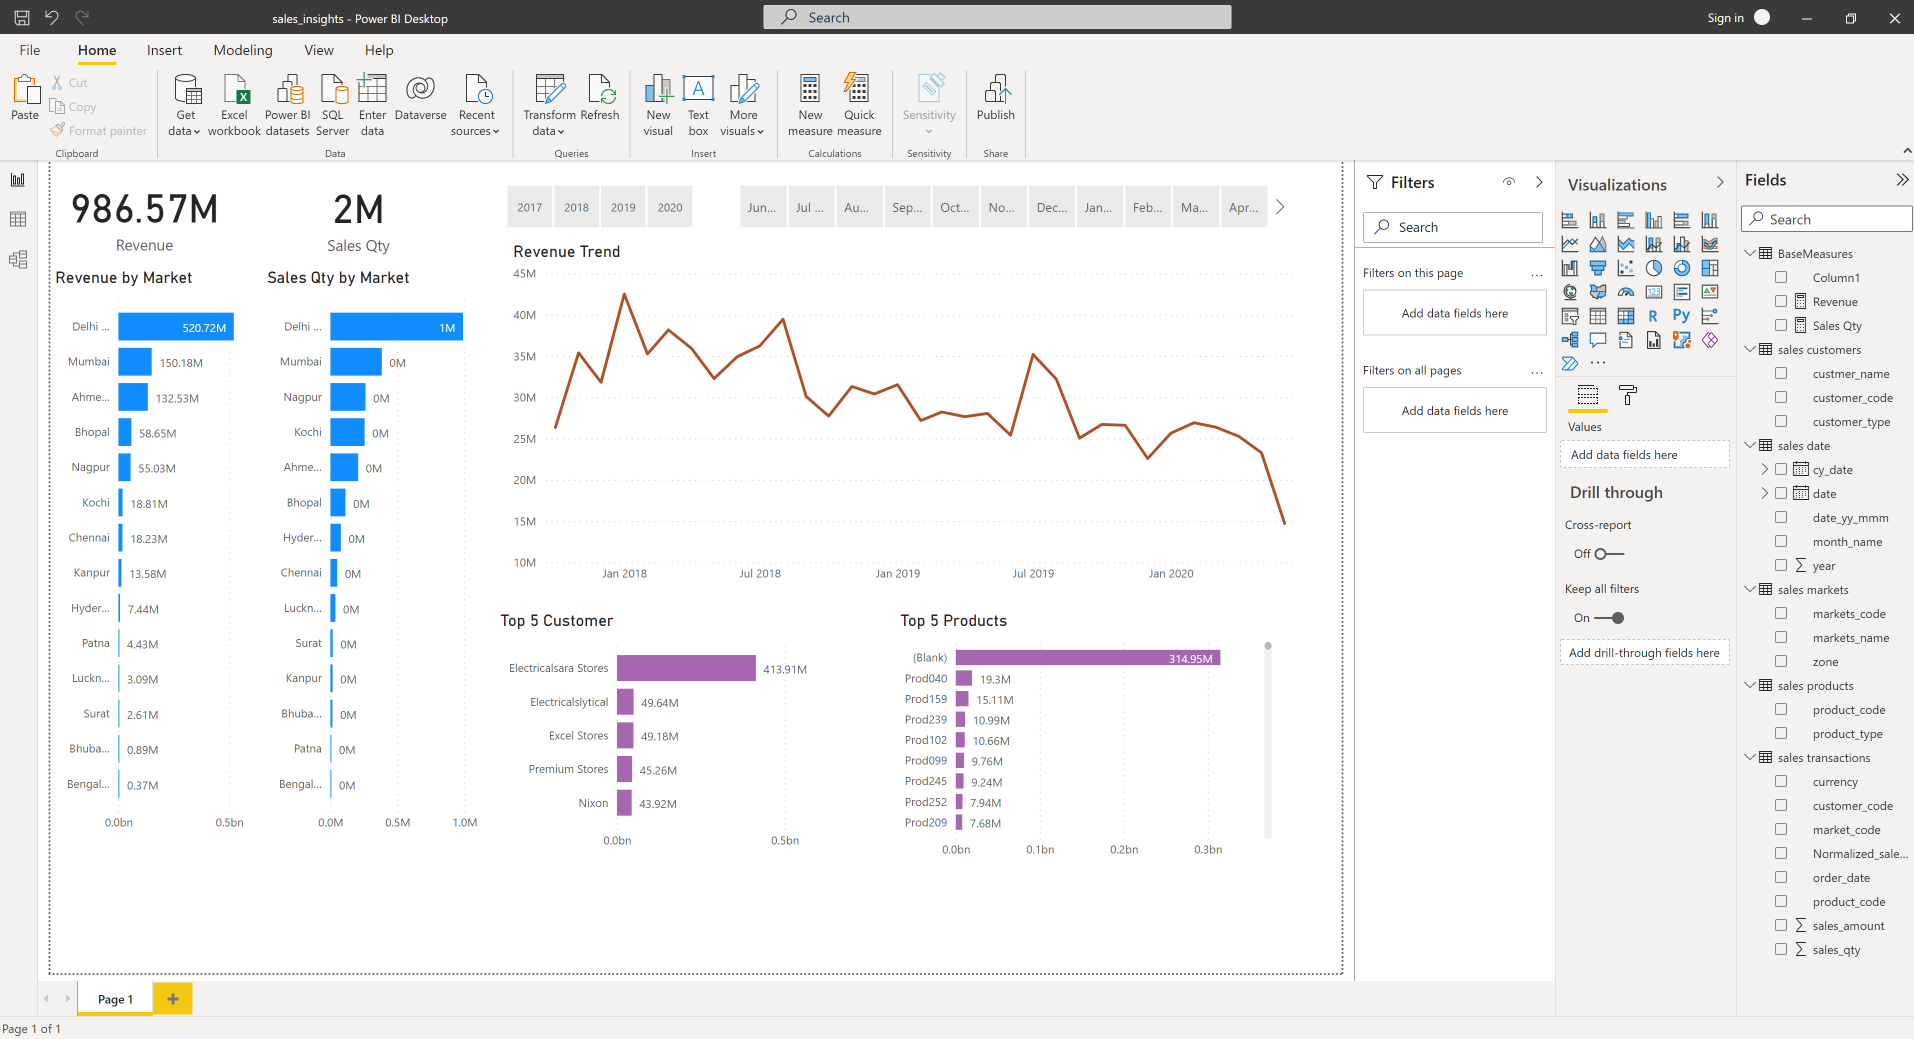 sales_insights - Power BI Desktop
Search
Sign in
File
Home
Insert
Modeling
View
Help
Paste
Cut
Copy
Format painter
Clipboard
Get data
Excel workbook
Power BI datasets
SQL Server
Enter data
Dataverse
Recent sources
Data
Transform data
Refresh
Queries
New visual
Text box
More visuals
Insert
New measure
Quick measure
Calculations
Sensitivity
Sensitivity
Publish
Share
986.57M
Revenue
2M
Sales Qty
2017
2018
2019
2020
Jun...
Jul ...
Au...
Sep...
Oct...
No...
Dec...
Jan...
Feb...
Ma...
Apr...
Revenue by Market
Delhi ... 520.72M
Mumbai 150.18M
Ahme... 132.53M
Bhopal 58.65M
Nagpur 55.03M
Kochi 18.81M
Chennai 18.23M
Kanpur 13.58M
Hyder... 7.44M
Patna 4.43M
Luckn... 3.09M
Surat 2.61M
Bhuba... 0.89M
Bengal... 0.37M
0.0bn 0.5bn
Sales Qty by Market
Delhi ... 1M
Mumbai 0M
Nagpur 0M
Kochi 0M
Ahme... 0M
Bhopal 0M
Hyder... 0M
Chennai 0M
Luckn... 0M
Surat 0M
Kanpur 0M
Bhuba... 0M
Patna 0M
Bengal... 0M
0.0M 0.5M 1.0M
Revenue Trend
45M
40M
35M
30M
25M
20M
15M
10M
Jan 2018 Jul 2018 Jan 2019 Jul 2019 Jan 2020
Top 5 Customer
Electricalsara Stores 413.91M
Electricalslytical 49.64M
Excel Stores 49.18M
Premium Stores 45.26M
Nixon 43.92M
0.0bn 0.5bn
Top 5 Products
(Blank) 314.95M
Prod040 19.3M
Prod159 15.11M
Prod239 10.99M
Prod102 10.66M
Prod099 9.76M
Prod245 9.24M
Prod252 7.94M
Prod209 7.68M
0.0bn 0.1bn 0.2bn 0.3bn
Filters
Search
Filters on this page ...
Add data fields here
Filters on all pages ...
Add data fields here
Visualizations
123
R
Py
...
Values
Add data fields here
Drill through
Cross-report
Off
Keep all filters
On
Add drill-through fields here
Fields
Search
BaseMeasures
Column1
Revenue
Sales Qty
sales customers
custmer_name
customer_code
customer_type
sales date
cy_date
date
date_yy_mmm
month_name
year
sales markets
markets_code
markets_name
zone
sales products
product_code
product_type
sales transactions
currency
customer_code
market_code
Normalized_sale...
order_date
product_code
sales_amount
sales_qty
Page 1
Page 1 of 1